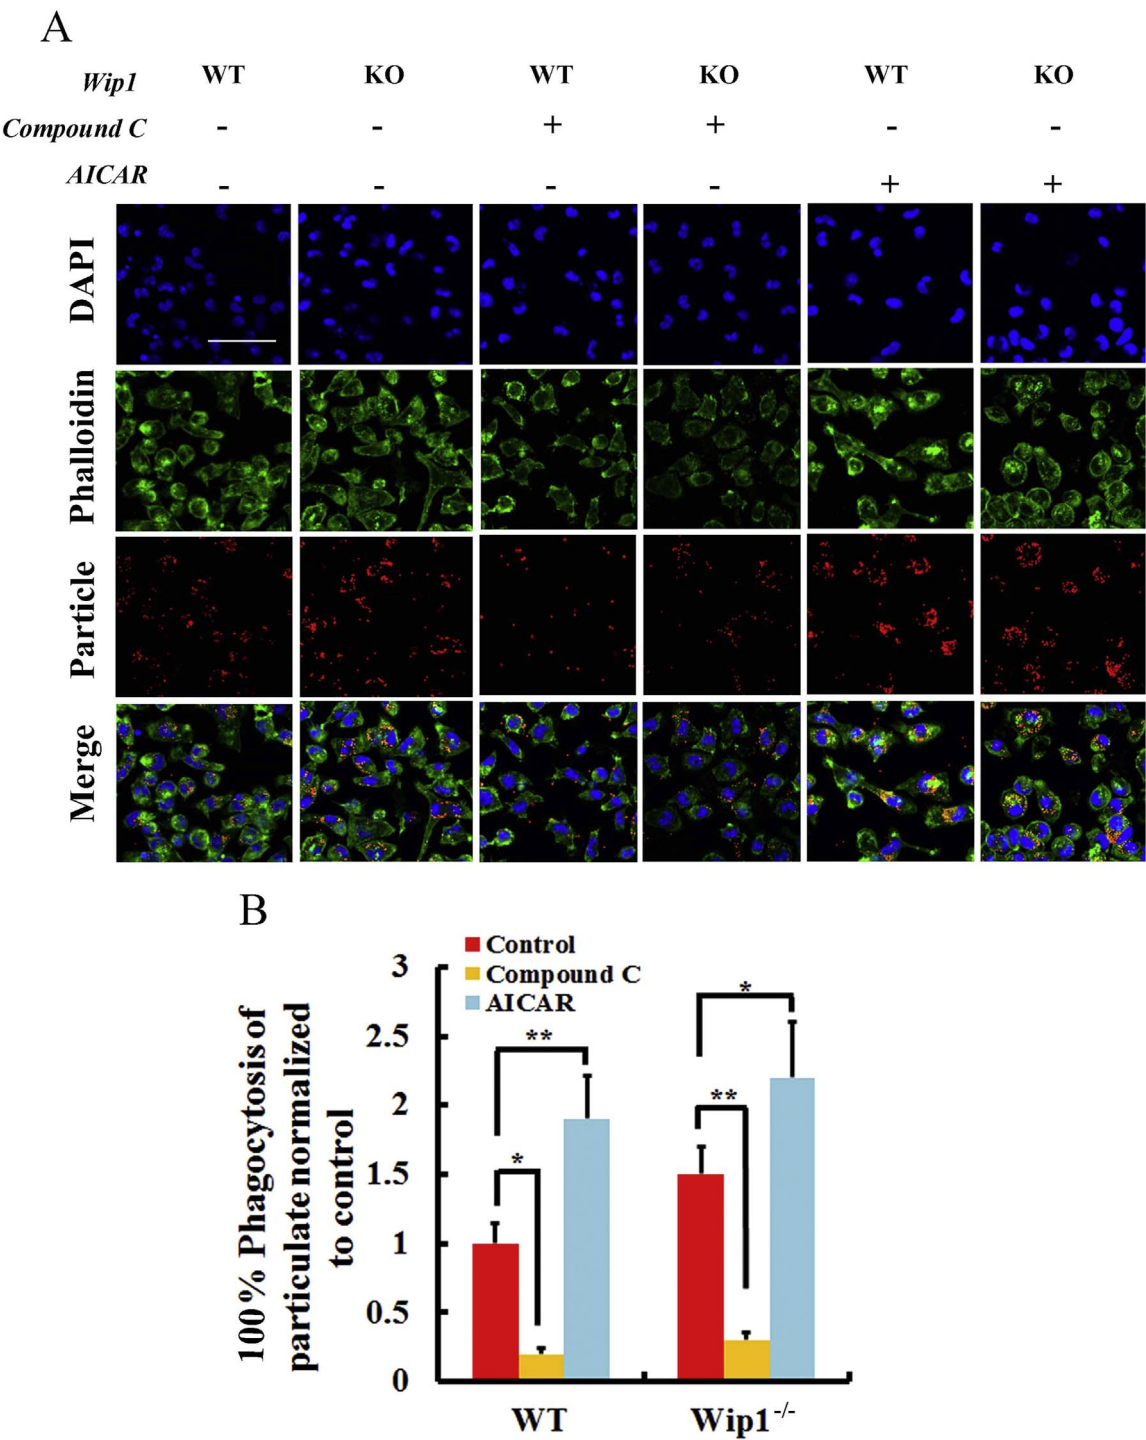 A
Wip1 WT KO WT KO WT KO
Compound C - - + + - -
AICAR - - - - + +
DAPI
Phalloidin
Particle
Merge
B
Control
Compound C
AICAR
100% Phagocytosis of
particulate normalized
to control
3
2.5
2
1.5
1
0.5
0
**
*
*
**
WT Wip1-/-